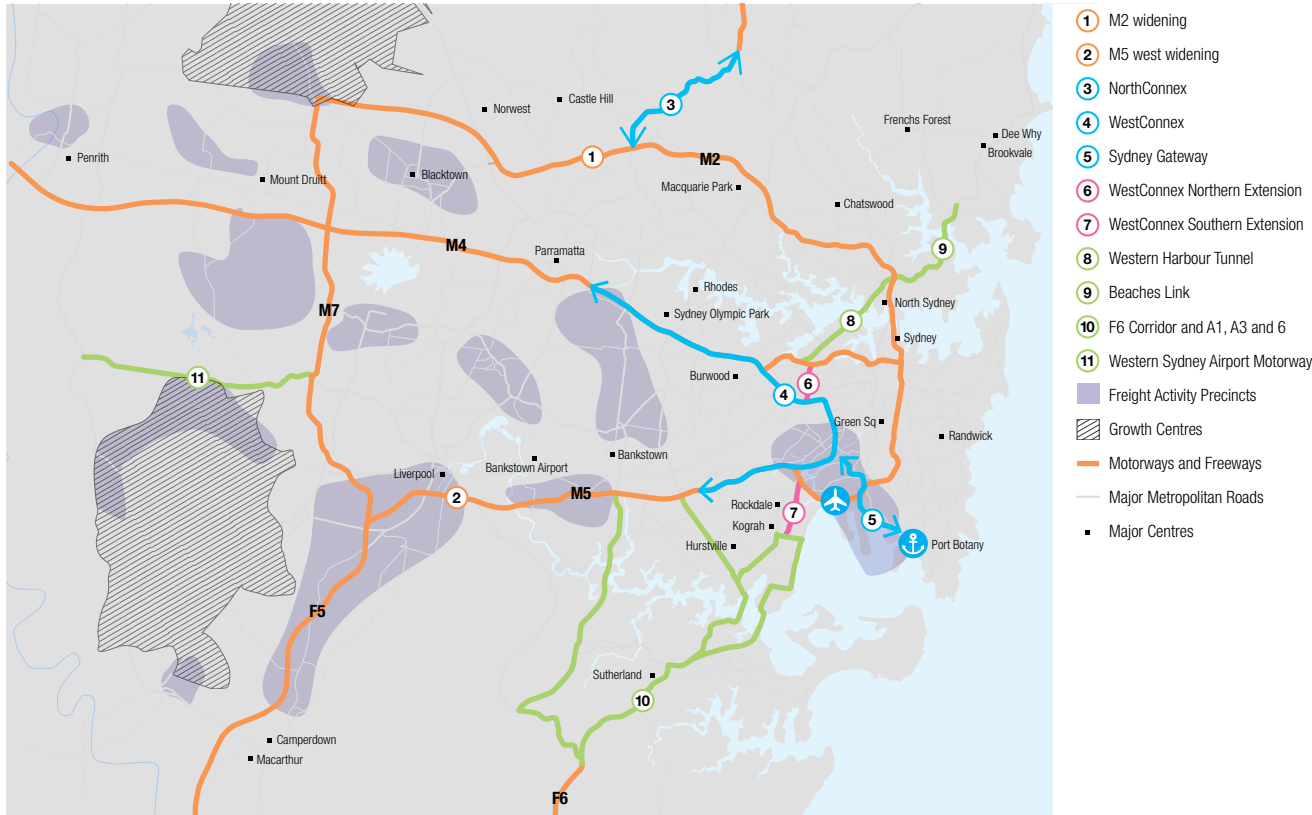 Norwest
Castle Hill
3
Frenchs Forest
Dee Why
Brookvale
Penrith
Mount Druitt
Blacktown
1
M2
Macquarie Park
Chatswood
M4
Parramatta
9
Rhodes
North Sydney
M7
Sydney Olympic Park
8
Sydney
11
Burwood
6
4
Green Sq
Randwick
Liverpool
Bankstown Airport
Bankstown
2
M5
Rockdale
7
Kograh
5
Hurstville
Port Botany
F5
Sutherland
10
Camperdown
Macarthur
F6
1 M2 widening
2 M5 west widening
3 NorthConnex
4 WestConnex
5 Sydney Gateway
6 WestConnex Northern Extension
7 WestConnex Southern Extension
8 Western Harbour Tunnel
9 Beaches Link
10 F6 Corridor and A1, A3 and 6
11 Western Sydney Airport Motorway
Freight Activity Precincts
Growth Centres
Motorways and Freeways
Major Metropolitan Roads
Major Centres